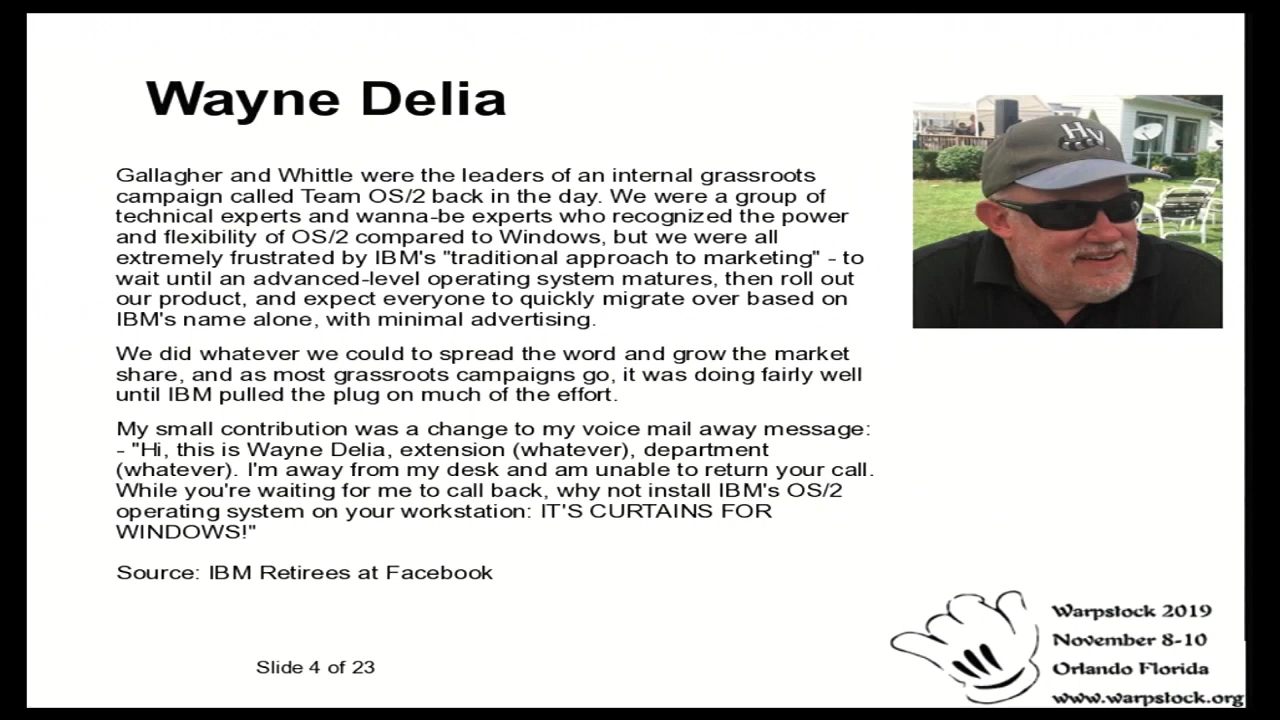 Wayne Delia
Gallagher and Whittle were the leaders of an internal grassroots
campaign called Team OS/2 back in the day. We were a group of
technical experts and wanna-be experts who recognized the power
and flexibility of OS/2 compared to Windows, but we were all
extremely frustrated by IBM's "traditional approach to marketing" - to
wait until an advanced-level operating system matures, then roll out
our product, and expect everyone to quickly migrate over based on
IBM's name alone, with minimal advertising.
We did whatever we could to spread the word and grow the market
share, and as most grassroots campaigns go, it was doing fairly well
until IBM pulled the plug on much of the effort.
My small contribution was a change to my voice mail away message:
- "Hi, this is Wayne Delia, extension (whatever), department
(whatever). I'm away from my desk and am unable to return your call.
While you're waiting for me to call back, why not install IBM's OS/2
operating system on your workstation: IT'S CURTAINS FOR
WINDOWS!"
Source: IBM Retirees at Facebook
Slide 4 of 23
HV
Warpstock 2019
November 8-10
Orlando Florida
www.warpstock.org